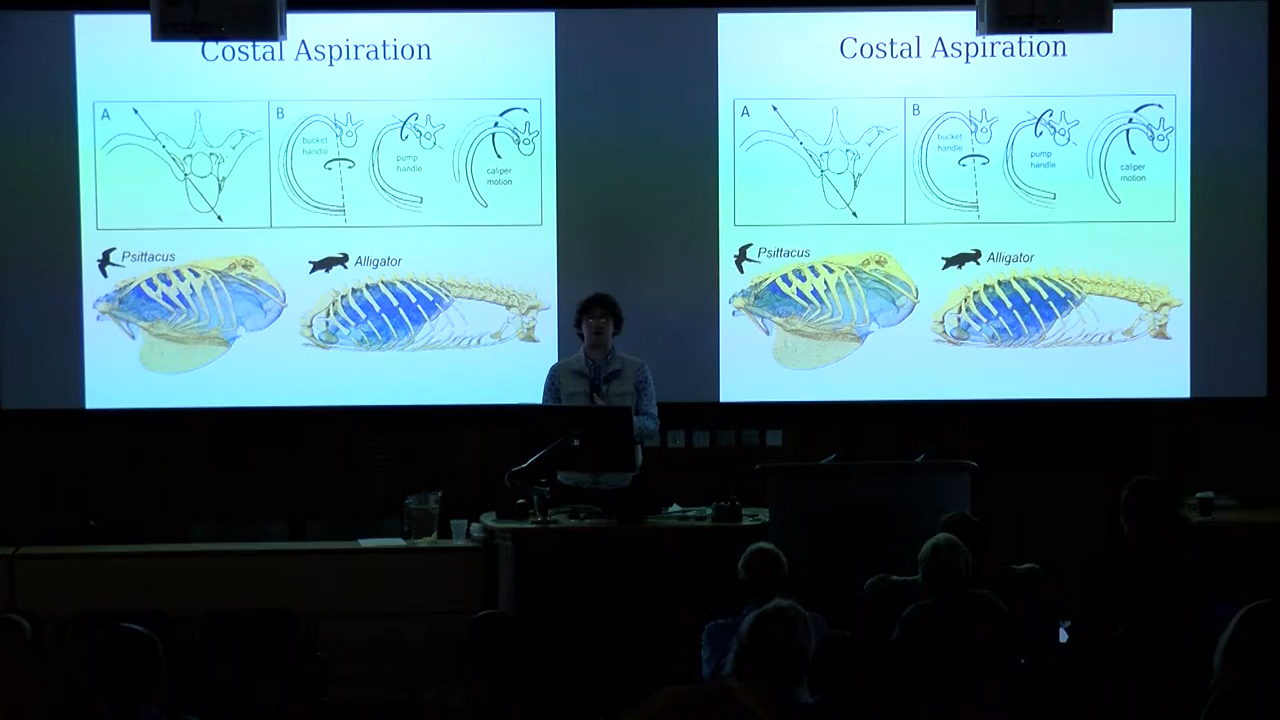 Costal Aspiration
A
B
bucket
handle
pump
handle
caliper
motion
Psittacus
Alligator
Costal Aspiration
A
B
bucket
handle
pump
handle
caliper
motion
Psittacus
Alligator